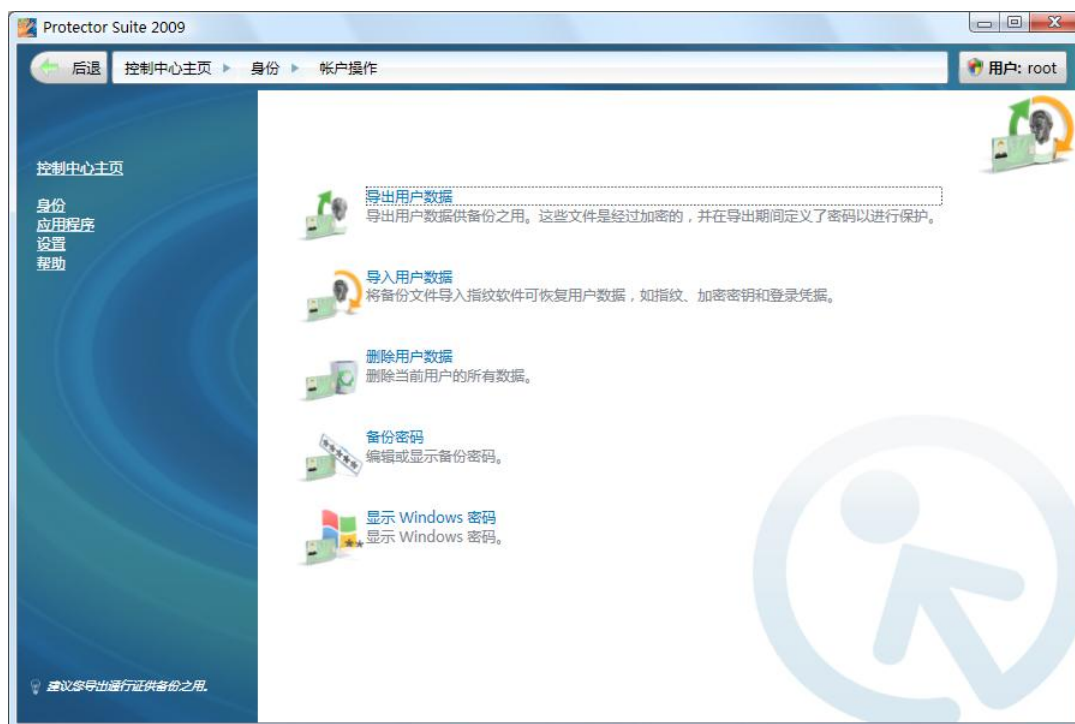 Protector Suite 2009
后退
控制中心主页
身份
帐户操作
用户: root
控制中心主页
身份
应用程序
设置
帮助
导出用户数据
导出用户数据供备份之用。这些文件是经过加密的，并在导出期间定义了密码以进行保护。
导入用户数据
将备份文件导入指纹软件可恢复用户数据，如指纹、加密密钥和登录凭据。
删除用户数据
删除当前用户的所有数据。
备份密码
编辑或显示备份密码。
显示 Windows 密码
显示 Windows 密码。
建议您导出通行证供备份之用。